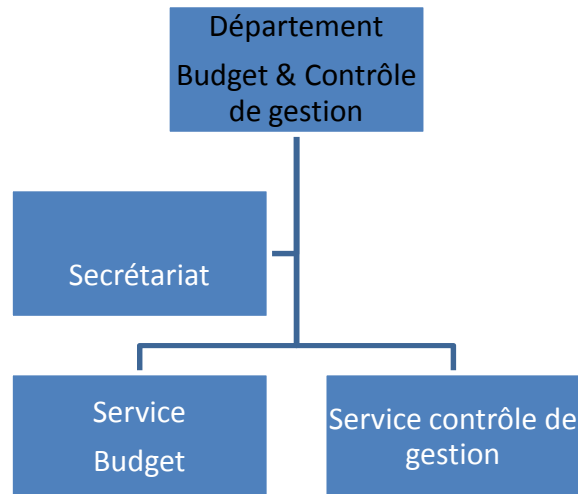 Département
Budget & Contrôle
de gestion
Secrétariat
Service
Budget
Service contrôle de
gestion